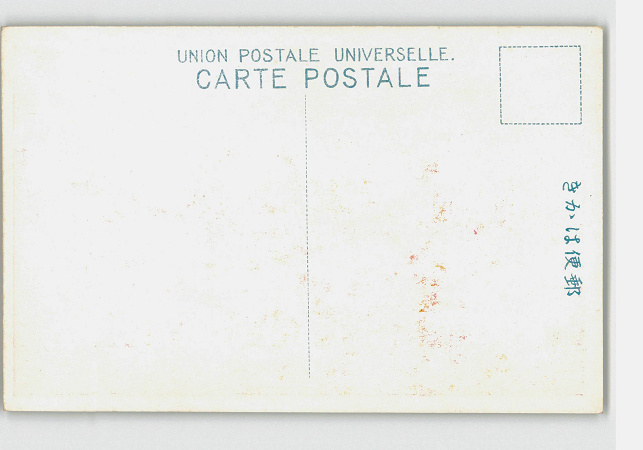 UNION POSTALE UNIVERSELLE.
CARTE POSTALE
きかは便郵